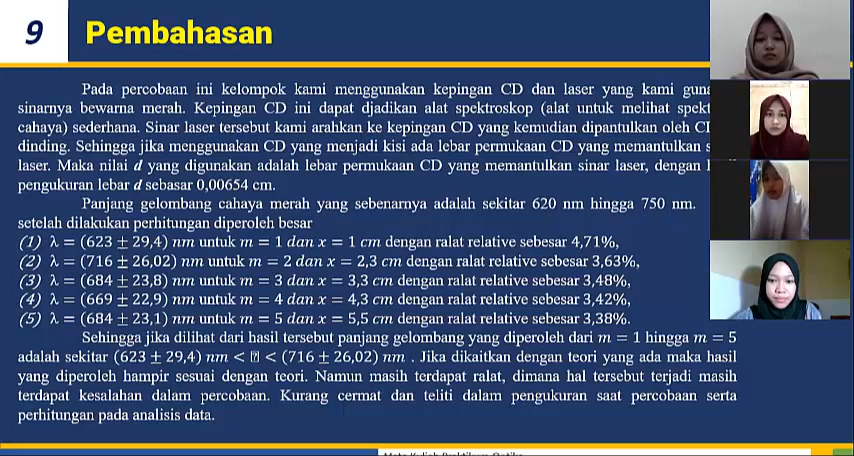 9
Pembahasan
Pada percobaan ini kelompok kami menggunakan kepingan CD dan laser yang kami
sinarnya bewarna merah. Kepingan CD ini dapat djadikan alat spektroskop (alat untuk melihat
cahaya) sederhana. Sinar laser tersebut kami arahkan ke kepingan CD yang kemudian dipantulkan oleh
dinding. Sehingga jika menggunakan CD yang menjadi kisi ada lebar permukaan CD yang memantulkan
laser. Maka nilai d yang digunakan adalah lebar permukaan CD yang memantulkan sinar laser, dengan
pengukuran lebar d sebasar 0,00654 cm.
Panjang gelombang cahaya merah yang sebenarnya adalah sekitar 620 nm hingga 750 nm.
setelah dilakukan perhitungan diperoleh besar
(1) λ = (623 ± 29,4) nm untuk m = 1 dan x = 1 cm dengan ralat relative sebesar 4,71%,
(2) λ = (716 ± 26,02) nm untuk m = 2 dan x = 2,3 cm dengan ralat relative sebesar 3,63%,
(3) λ = (684 ± 23,8) nm untuk m = 3 dan x = 3,3 cm dengan ralat relative sebesar 3,48%,
(4) λ = (669 ± 22,9) nm untuk m = 4 dan x = 4,3 cm dengan ralat relative sebesar 3,42%,
(5) λ = (684 ± 23,1) nm untuk m = 5 dan x = 5,5 cm dengan ralat relative sebesar 3,38%.
Sehingga jika dilihat dari hasil tersebut panjang gelombang yang diperoleh dari m = 1 hingga m = 5
adalah sekitar (623 ± 29,4) nm < < (716 ± 26,02) nm . Jika dikaitkan dengan teori yang ada maka hasil
yang diperoleh hampir sesuai dengan teori. Namun masih terdapat ralat, dimana hal tersebut terjadi masih
terdapat kesalahan dalam percobaan. Kurang cermat dan teliti dalam pengukuran saat percobaan serta
perhitungan pada analisis data.